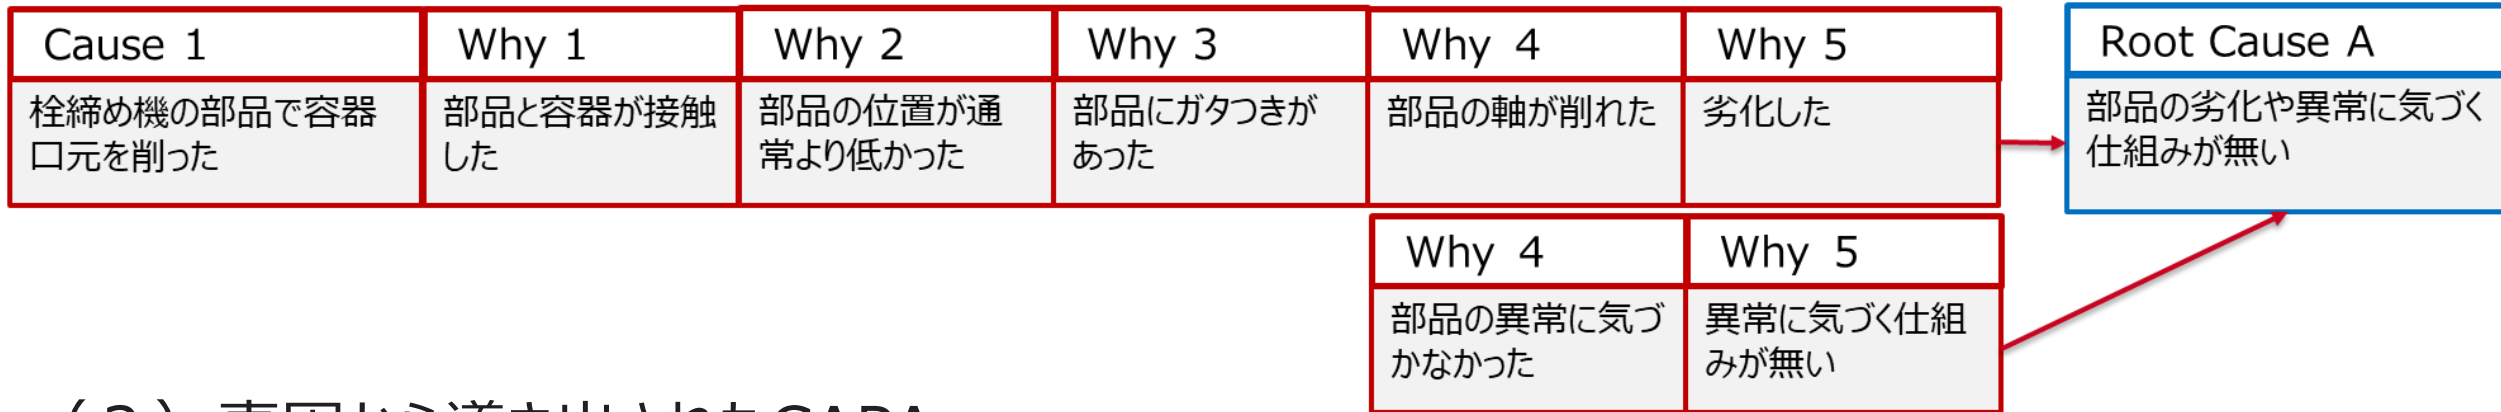 Cause 1
Why 1
Why 2
Why 3
Why 4
Why 5
Root Cause A
栓締め機の部品で容器
口元を削った
部品と容器が接触
した
部品の位置が通
常より低かった
部品にガタつきが
あった
部品の軸が削れた
劣化した
部品の劣化や異常に気づく
仕組みが無い
Why 4
Why 5
部品の異常に気づ
かなかった
異常に気づく仕組
みが無い